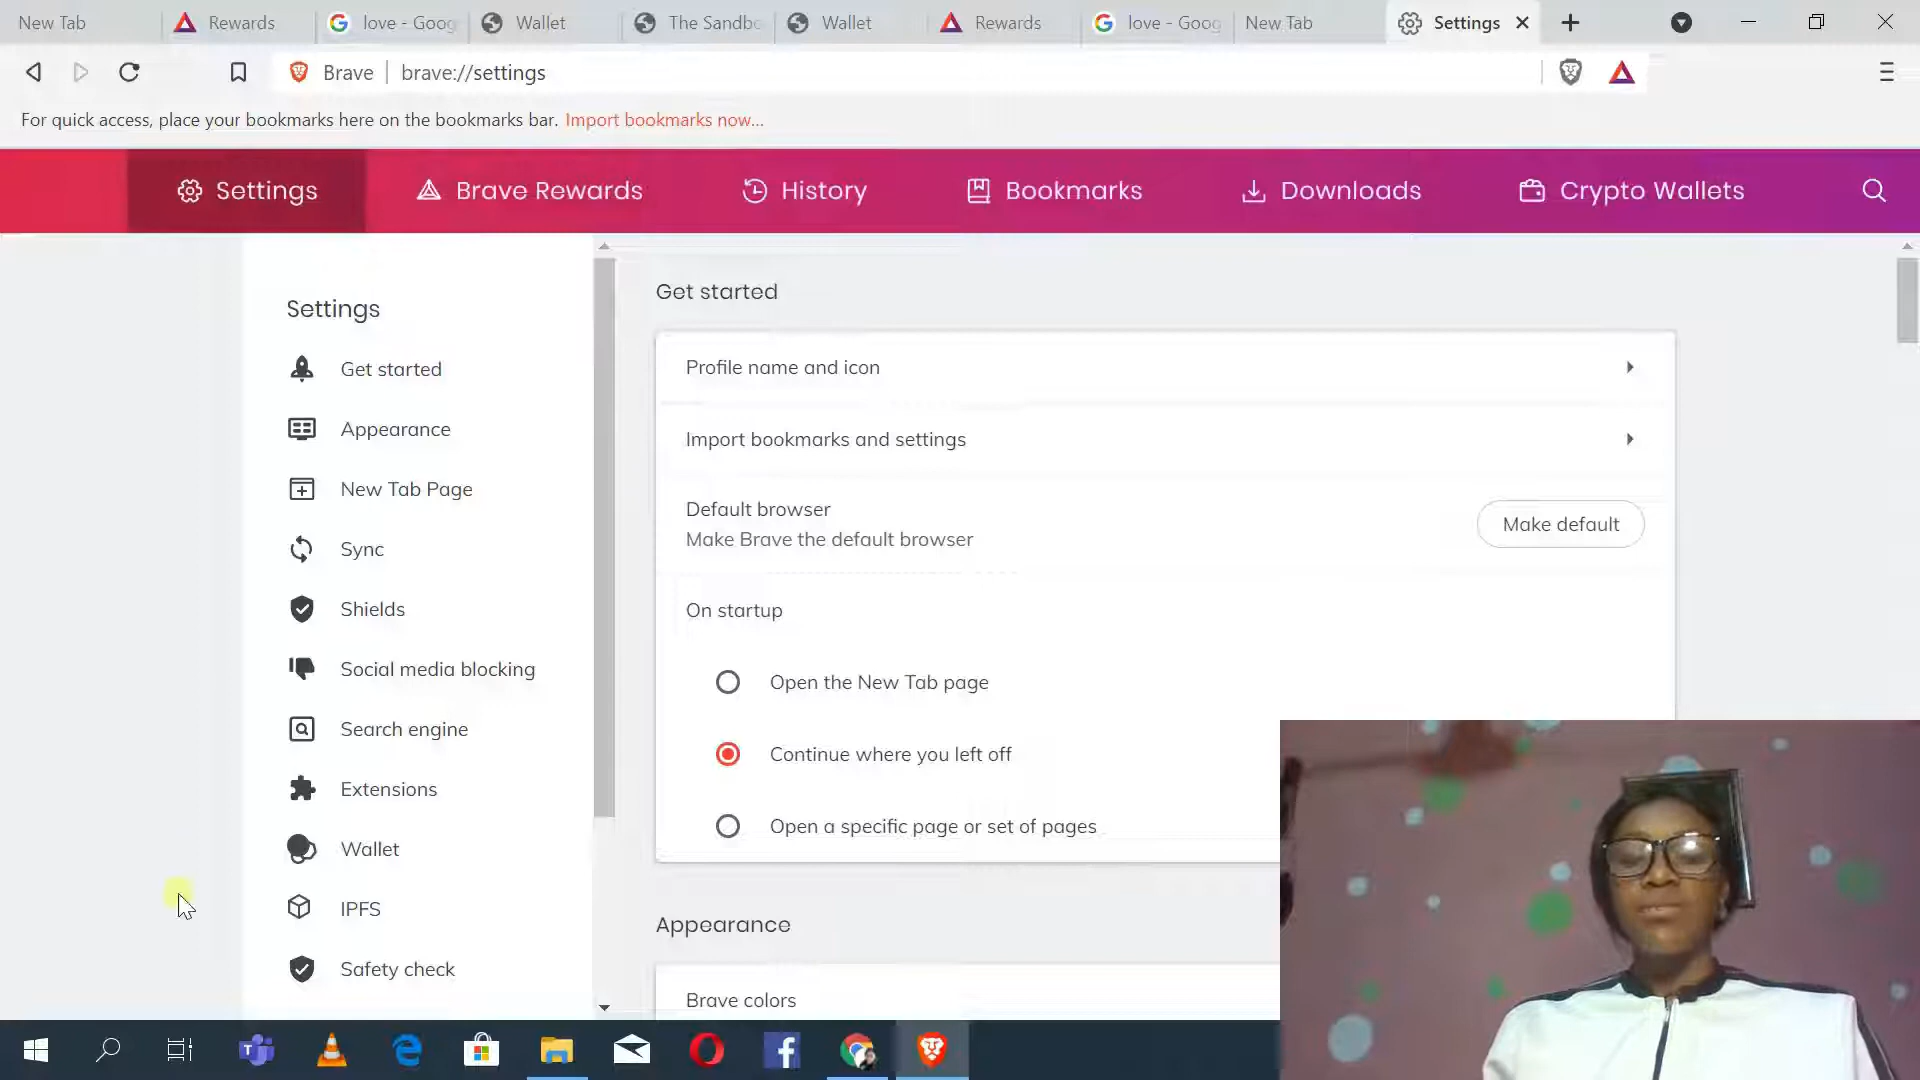 New Tab
Rewards
love - Goog
Wallet
The Sandbo
Wallet
Rewards
love - Goog
New Tab
Settings
Brave
brave://settings
For quick access, place your bookmarks here on the bookmarks bar. Import bookmarks now...
Settings
Brave Rewards
History
Bookmarks
Downloads
Crypto Wallets
Settings
Get started
Appearance
New Tab Page
Sync
Shields
Social media blocking
Search engine
Extensions
Wallet
IPFS
Safety check
Get started
Profile name and icon
Import bookmarks and settings
Default browser
Make Brave the default browser
Make default
On startup
Open the New Tab page
Continue where you left off
Open a specific page or set of pages
Appearance
Brave colors